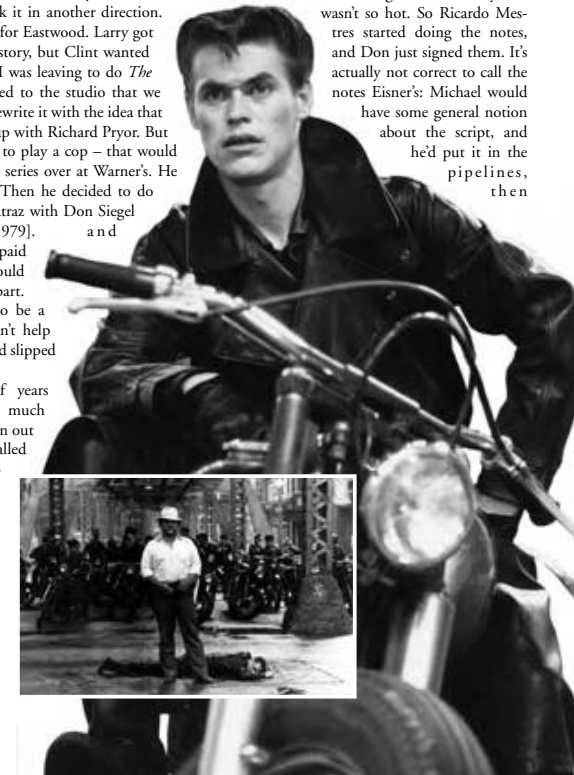 k it in another direction.
for Eastwood. Larry got
story, but Clint wanted
I was leaving to do The
ed to the studio that we
ewrite it with the idea that
up with Richard Pryor. But
to play a cop – that would
series over at Warner's. He
Then he decided to do
traz with Don Siegel
1979]. and
paid
ould
part.
o be a
n't help
d slipped
f years
much
n out
alled
wasn't so hot. So Ricardo Mes-
tres started doing the notes,
and Don just signed them. It's
actually not correct to call the
notes Eisner's: Michael would
have some general notion
about the script, and
he'd put it in the
pipelines,
then